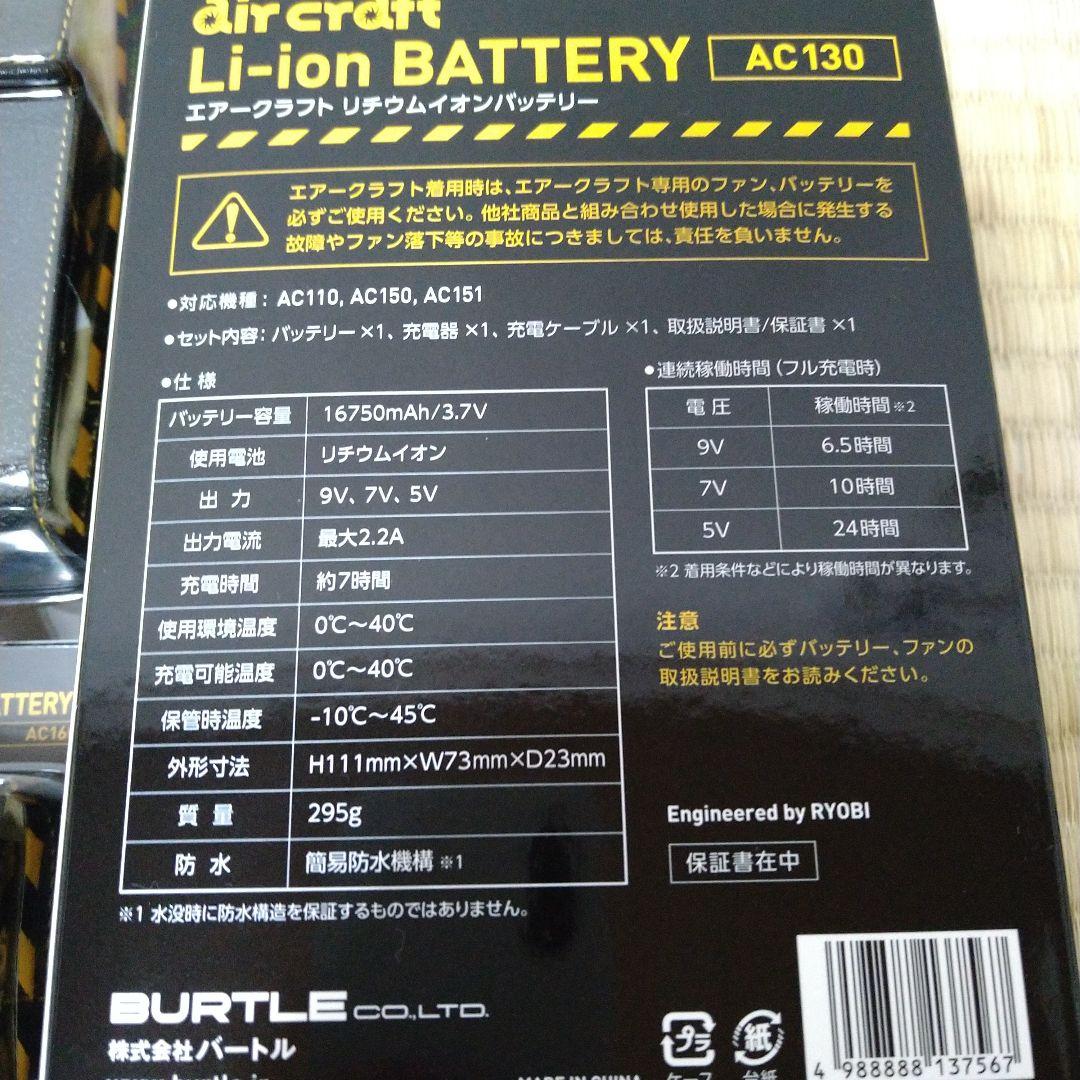 air craft
Li-ion BATTERY AC130
エアークラフト リチウムイオンバッテリー
エアークラフト着用時は、エアークラフト専用のファン、バッテリーを
必ずご使用ください。他社商品と組み合わせ使用した場合に発生する
故障やファン落下等の事故につきましては、責任を負いません。
●対応機種：AC110, AC150, AC151
●セット内容：バッテリー×1、充電器×1、充電ケーブル×1、取扱説明書/保証書×1
●仕様
バッテリー容量 16750mAh/3.7V
使用電池 リチウムイオン
出力 9V、7V、5V
出力電流 最大2.2A
充電時間 約7時間
使用環境温度 0℃〜40℃
充電可能温度 0℃〜40℃
保管時温度 -10℃〜45℃
外形寸法 H111mm×W73mm×D23mm
質量 295g
防水 簡易防水機構※1
※1 水没時に防水構造を保証するものではありません。
●連続稼働時間（フル充電時）
電圧 稼働時間※2
9V 6.5時間
7V 10時間
5V 24時間
※2 着用条件などにより稼働時間が異なります。
注意
ご使用前に必ずバッテリー、ファンの
取扱説明書をお読みください。
Engineered by RYOBI
保証書在中
BURTLE CO.,LTD.
株式会社バートル
www.burtle.jp
MADE IN CHINA
プラ
ケース
紙
台紙
4 988888 137567
TTERY
AC16